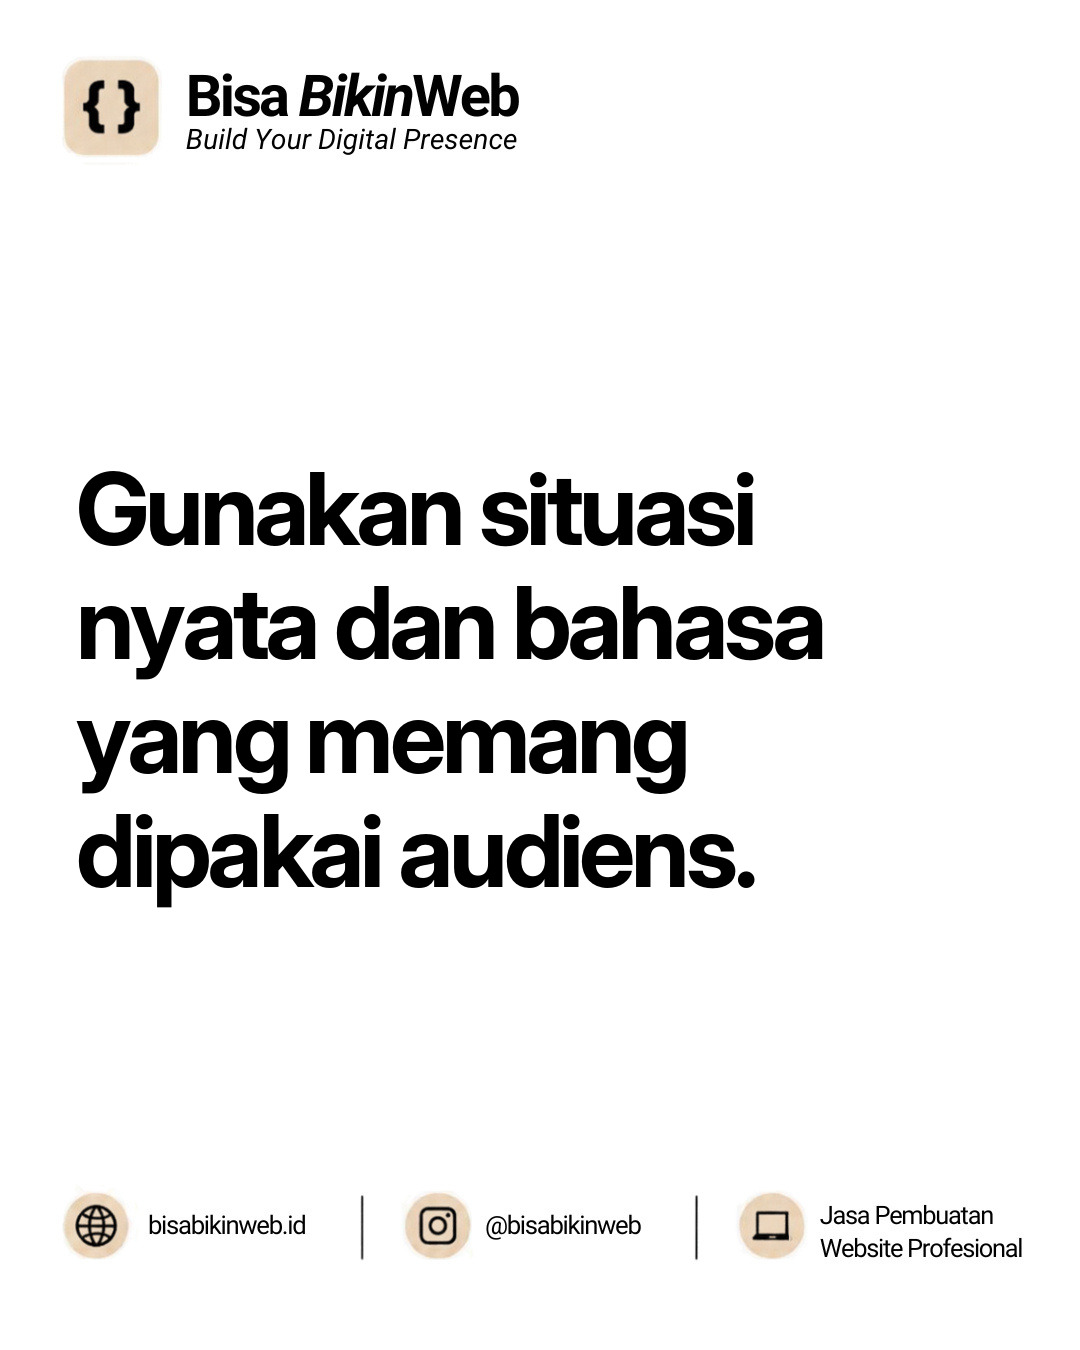 { }
Bisa BikinWeb
Build Your Digital Presence
Gunakan situasi
nyata dan bahasa
yang memang
dipakai audiens.
bisabikinweb.id
@bisabikinweb
Jasa Pembuatan
Website Profesional